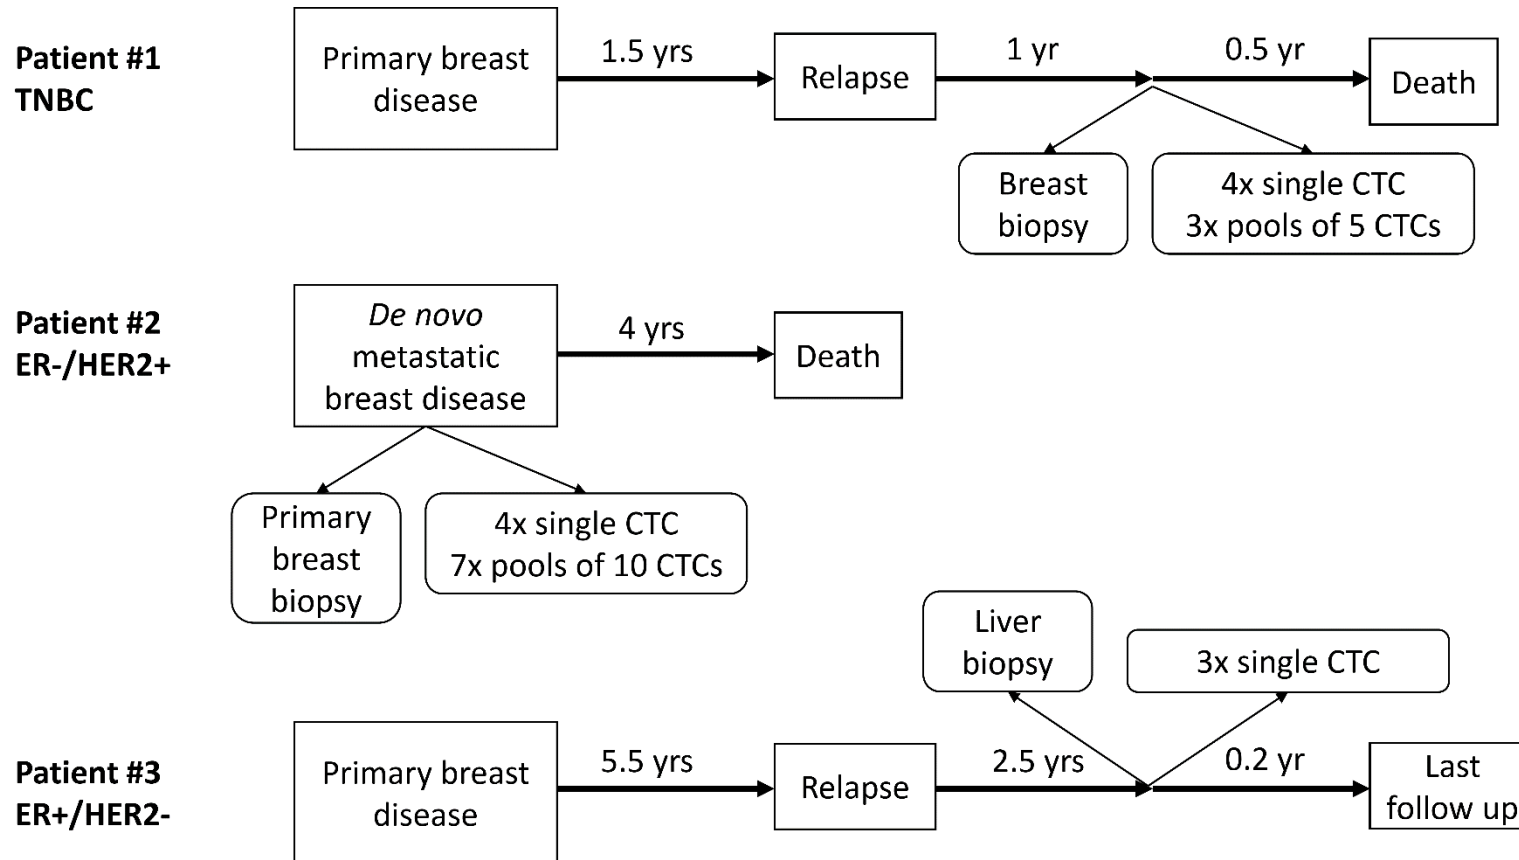 Patient #1
TNBC
Primary breast
disease
1.5 yrs
Relapse
1 yr
0.5 yr
Death
Breast
biopsy
4x single CTC
3x pools of 5 CTCs
Patient #2
ER-/HER2+
De novo
metastatic
breast disease
4 yrs
Death
Primary
breast
biopsy
4x single CTC
7x pools of 10 CTCs
Liver
biopsy
3x single CTC
Patient #3
ER+/HER2-
Primary breast
disease
5.5 yrs
Relapse
2.5 yrs
0.2 yr
Last
follow up